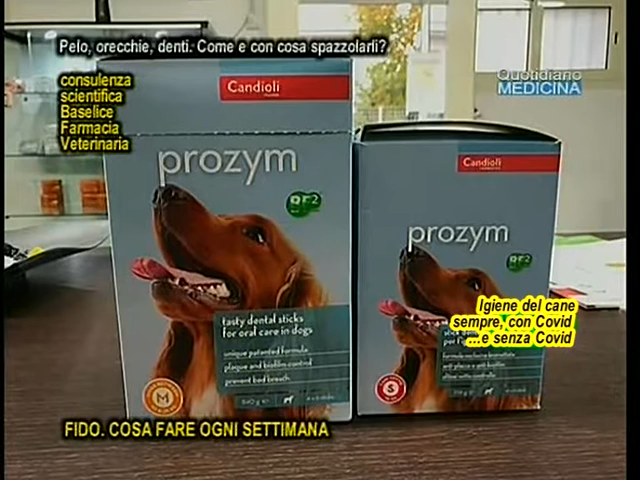 Pelo, orecchie, denti. Come e con cosa spazzolarli?
Quotidiano
MEDICINA
consulenza
scientifica
Baselice
Farmacia
Veterinaria
Candioli
prozym
RF2
tasty dental sticks
for oral care in dogs
unique patented formula
plaque and biofilm control
prevent bad breath
M
Candioli
prozym
RF2
S
Igiene del cane
sempre, con Covid
...e senza Covid
FIDO. COSA FARE OGNI SETTIMANA